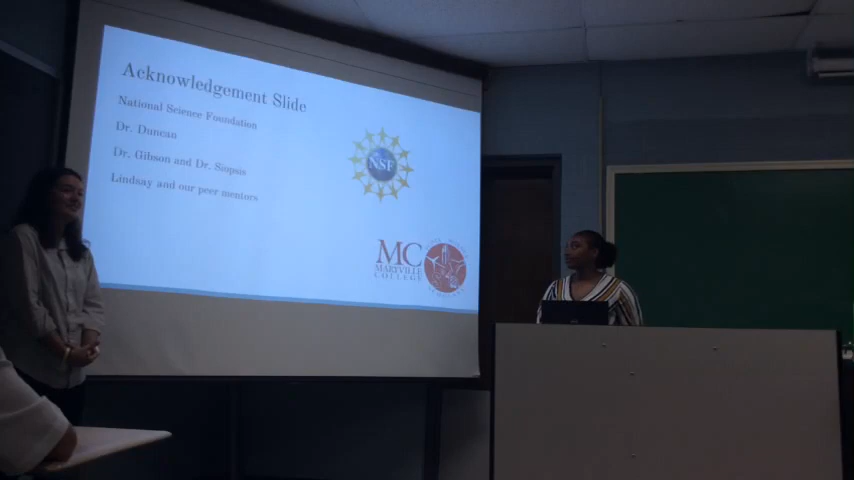 Acknowledgement Slide
National Science Foundation
Dr. Duncan
Dr. Gibson and Dr. Siopsis
Lindsay and our peer mentors
NSF
MC
MARYVILLE
COLLEGE